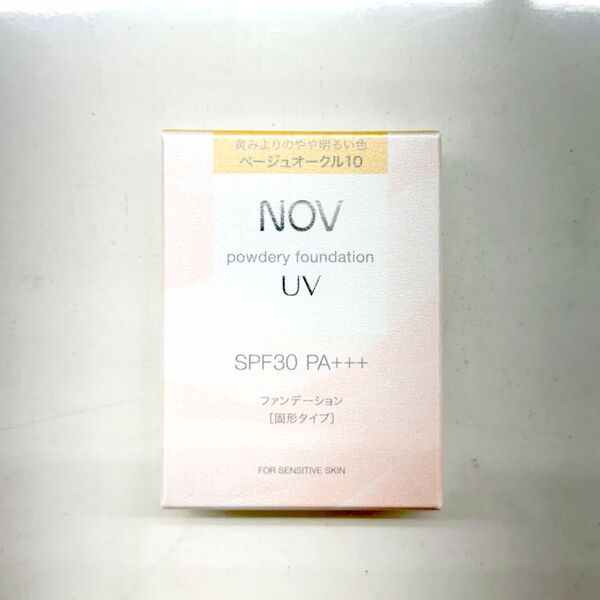 黄みよりのやや明るい色
ベージュオークル10
NOV
powdery foundation
UV
SPF30 PA+++
ファンデーション
[固形タイプ]
FOR SENSITIVE SKIN